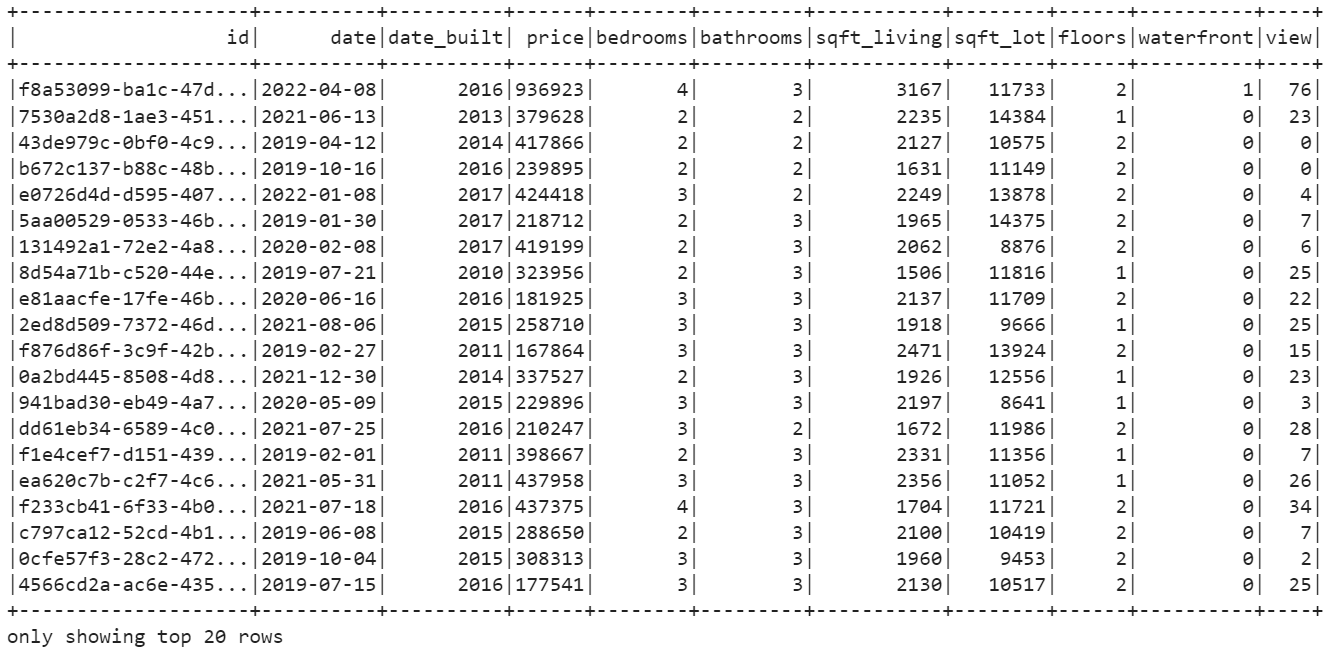 +--------------------+----------+----------+------+--------+---------+-----------+--------+------+----------+----+
|                  id|      date|date_built| price|bedrooms|bathrooms|sqft_living|sqft_lot|floors|waterfront|view|
+--------------------+----------+----------+------+--------+---------+-----------+--------+------+----------+----+
|f8a53099-ba1c-47d...|2022-04-08|      2016|936923|       4|        3|       3167|   11733|     2|         1|  76|
|7530a2d8-1ae3-451...|2021-06-13|      2013|379628|       2|        2|       2235|   14384|     1|         0|  23|
|43de979c-0bf0-4c9...|2019-04-12|      2014|417866|       2|        2|       2127|   10575|     2|         0|   0|
|b672c137-b88c-48b...|2019-10-16|      2016|239895|       2|        2|       1631|   11149|     2|         0|   0|
|e0726d4d-d595-407...|2022-01-08|      2017|424418|       3|        2|       2249|   13878|     2|         0|   4|
|5aa00529-0533-46b...|2019-01-30|      2017|218712|       2|        3|       1965|   14375|     2|         0|   7|
|131492a1-72e2-4a8...|2020-02-08|      2017|419199|       2|        3|       2062|    8876|     2|         0|   6|
|8d54a71b-c520-44e...|2019-07-21|      2010|323956|       2|        3|       1506|   11816|     1|         0|  25|
|e81aacfe-17fe-46b...|2020-06-16|      2016|181925|       3|        3|       2137|   11709|     2|         0|  22|
|2ed8d509-7372-46d...|2021-08-06|      2015|258710|       3|        3|       1918|    9666|     1|         0|  25|
|f876d86f-3c9f-42b...|2019-02-27|      2011|167864|       3|        3|       2471|   13924|     2|         0|  15|
|0a2bd445-8508-4d8...|2021-12-30|      2014|337527|       2|        3|       1926|   12556|     1|         0|  23|
|941bad30-eb49-4a7...|2020-05-09|      2015|229896|       3|        3|       2197|    8641|     1|         0|   3|
|dd61eb34-6589-4c0...|2021-07-25|      2016|210247|       3|        2|       1672|   11986|     2|         0|  28|
|f1e4cef7-d151-439...|2019-02-01|      2011|398667|       2|        3|       2331|   11356|     1|         0|   7|
|ea620c7b-c2f7-4c6...|2021-05-31|      2011|437958|       3|        3|       2356|   11052|     1|         0|  26|
|f233cb41-6f33-4b0...|2021-07-18|      2016|437375|       4|        3|       1704|   11721|     2|         0|  34|
|c797ca12-52cd-4b1...|2019-06-08|      2015|288650|       2|        3|       2100|   10419|     2|         0|   7|
|0cfe57f3-28c2-472...|2019-10-04|      2015|308313|       3|        3|       1960|    9453|     2|         0|   2|
|4566cd2a-ac6e-435...|2019-07-15|      2016|177541|       3|        3|       2130|   10517|     2|         0|  25|
+--------------------+----------+----------+------+--------+---------+-----------+--------+------+----------+----+
only showing top 20 rows